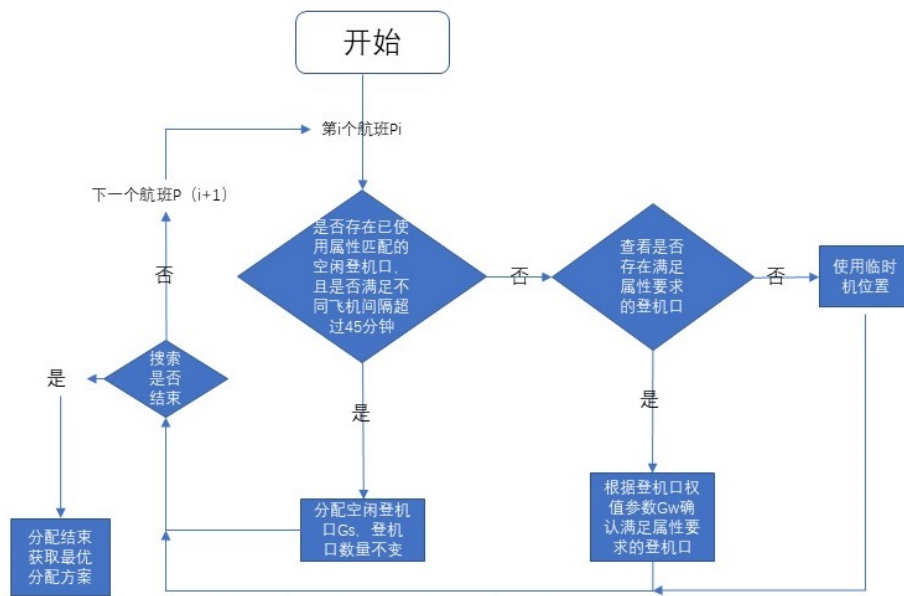 开始
第i个航班Pi
下一个航班P（i+1）
是否存在已使
用属性匹配的
空闲登机口，
且是否满足不
同飞机间隔超
过45分钟
否
查看是否
存在满足
属性要求
的登机口
否
使用临时
机位置
否
搜索
是否
结束
是
是
是
分配空闲登机
口Gs，登机
口数量不变
根据登机口权
值参数Gw确
认满足属性要
求的登机口
分配结束
获取最优
分配方案